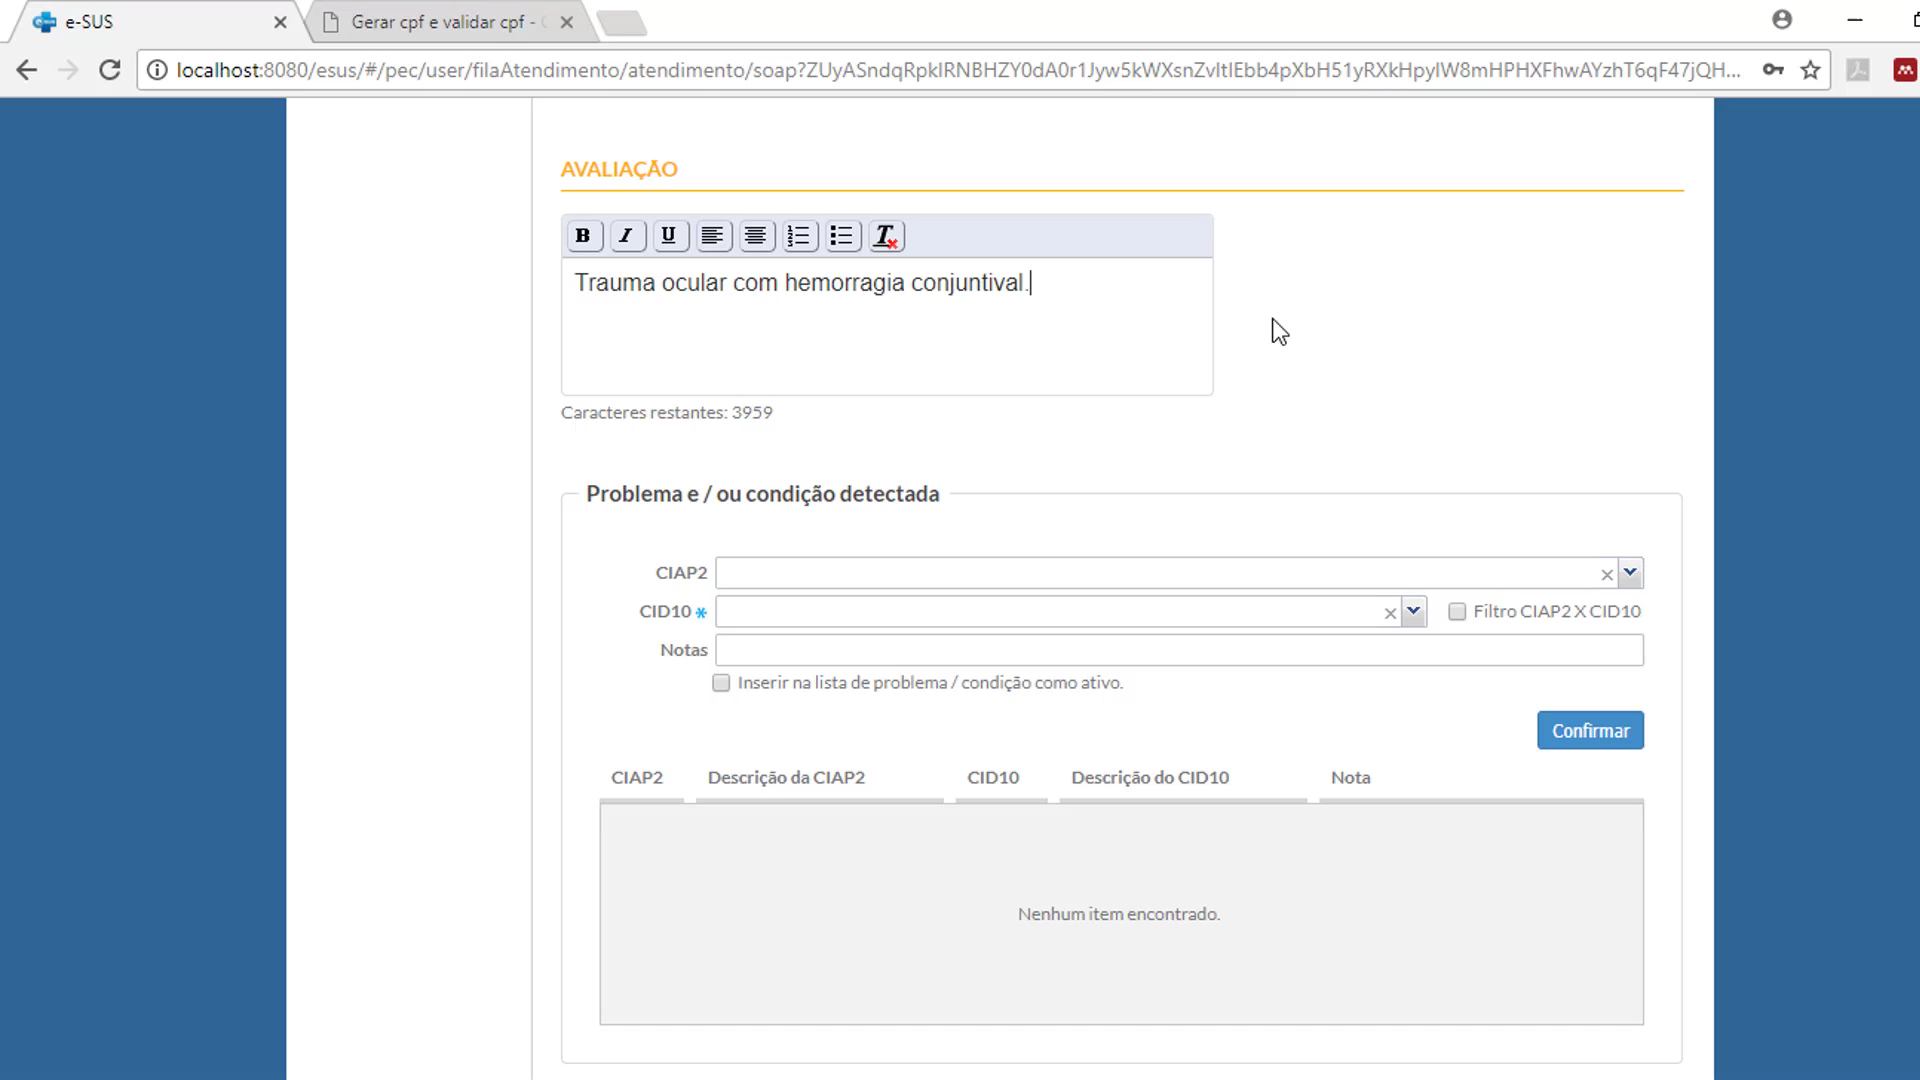 e-SUS
Gerar cpf e validar cpf -
localhost:8080/esus/#/pec/user/filaAtendimento/atendimento/soap?ZUyASndqRpkIRNBHZY0dA0r1Jyw5kWXsnZvItIEbb4pXbH51yRXkHpyIW8mHPHXFhwAYzhT6qF47jQH...
AVALIAÇÃO
B I U
Trauma ocular com hemorragia conjuntival.
Caracteres restantes: 3959
Problema e / ou condição detectada
CIAP2
CID10 * Filtro CIAP2 X CID10
Notas
Inserir na lista de problema / condição como ativo.
Confirmar
CIAP2 Descrição da CIAP2 CID10 Descrição do CID10 Nota
Nenhum item encontrado.